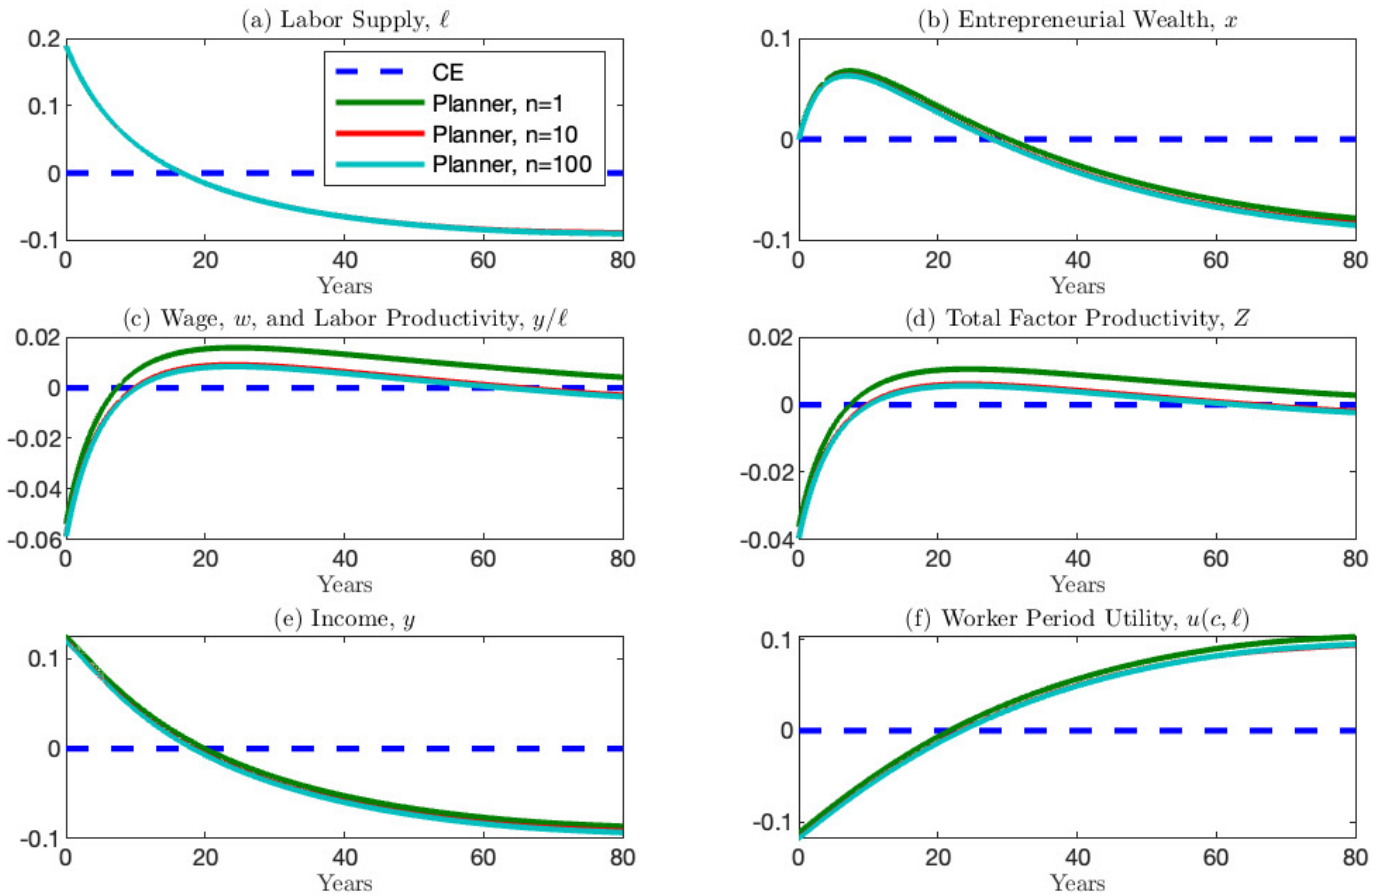 (a) Labor Supply, ℓ
0.2
0.1
0
-0.1
0 20 40 60 80
Years
CE
Planner, n=1
Planner, n=10
Planner, n=100
(b) Entrepreneurial Wealth, x
0.1
0
-0.1
0 20 40 60 80
Years
(c) Wage, w, and Labor Productivity, y/ℓ
0.02
0
-0.02
-0.04
-0.06
0 20 40 60 80
Years
(d) Total Factor Productivity, Z
0.02
0
-0.02
-0.04
0 20 40 60 80
Years
(e) Income, y
0.1
0
-0.1
0 20 40 60 80
Years
(f) Worker Period Utility, u(c, ℓ)
0.1
0
-0.1
0 20 40 60 80
Years